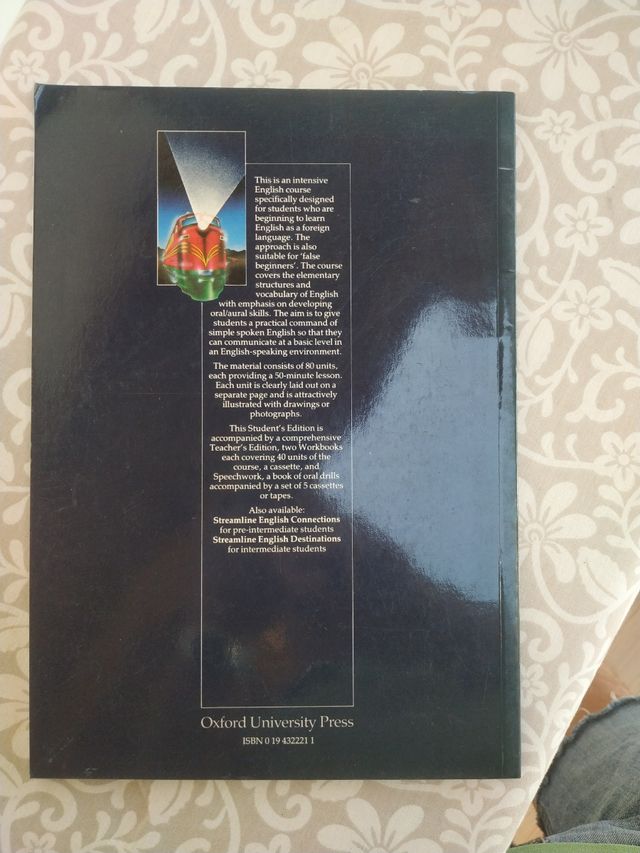 This is an intensive
English course
specifically designed
for students who are
beginning to learn
English as a foreign
language. The
approach is also
suitable for 'false
beginners'. The course
covers the elementary
structures and
vocabulary of English
with emphasis on developing
oral/aural skills. The aim is to give
students a practical command of
simple spoken English so that they
can communicate at a basic level in
an English-speaking environment.
The material consists of 80 units,
each providing a 50-minute lesson.
Each unit is clearly laid out on a
separate page and is attractively
illustrated with drawings or
photographs.
This Student's Edition is
accompanied by a comprehensive
Teacher's Edition, two Workbooks
each covering 40 units of the
course, a cassette, and
Speechwork, a book of oral drills
accompanied by a set of 5 cassettes
or tapes.
Also available:
Streamline English Connections
for pre-intermediate students
Streamline English Destinations
for intermediate students
Oxford University Press
ISBN 0 19 432221 1